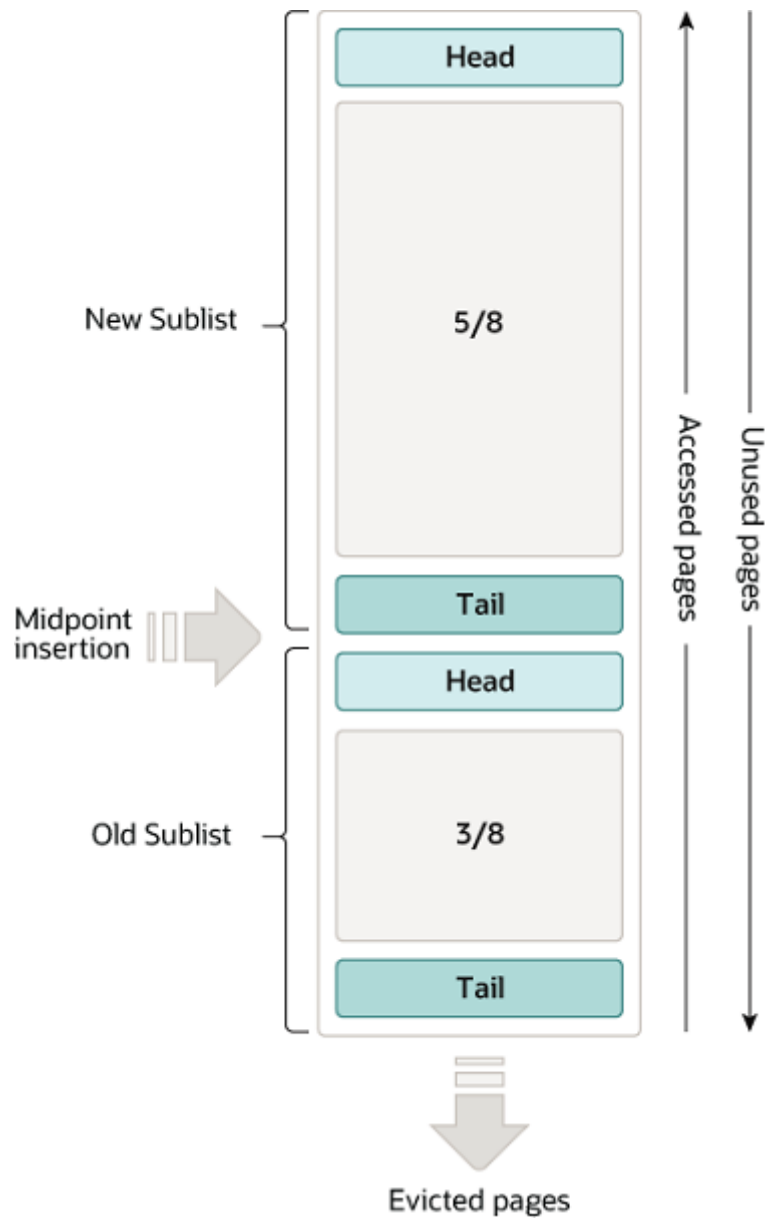 Head
5/8
New Sublist
Accessed pages
Unused pages
Tail
Midpoint
insertion
Head
3/8
Old Sublist
Tail
Evicted pages